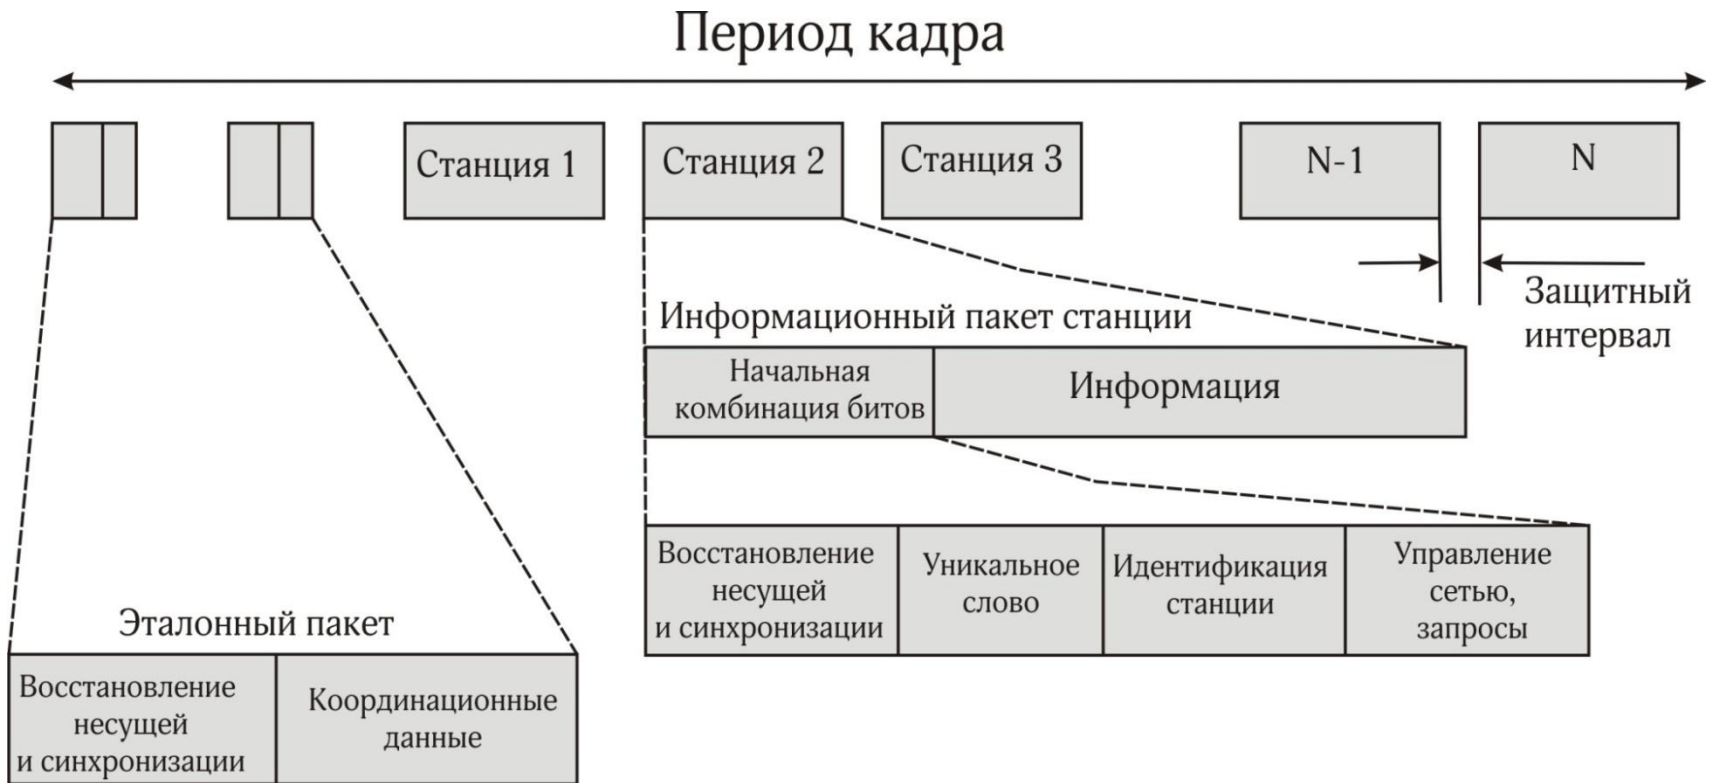 Период кадра
Станция 1
Станция 2
Станция 3
N-1
N
Защитный
интервал
Информационный пакет станции
Начальная
комбинация битов
Информация
Восстановление
несущей
и синхронизации
Уникальное
слово
Идентификация
станции
Управление
сетью,
запросы
Эталонный пакет
Восстановление
несущей
и синхронизации
Координационные
данные